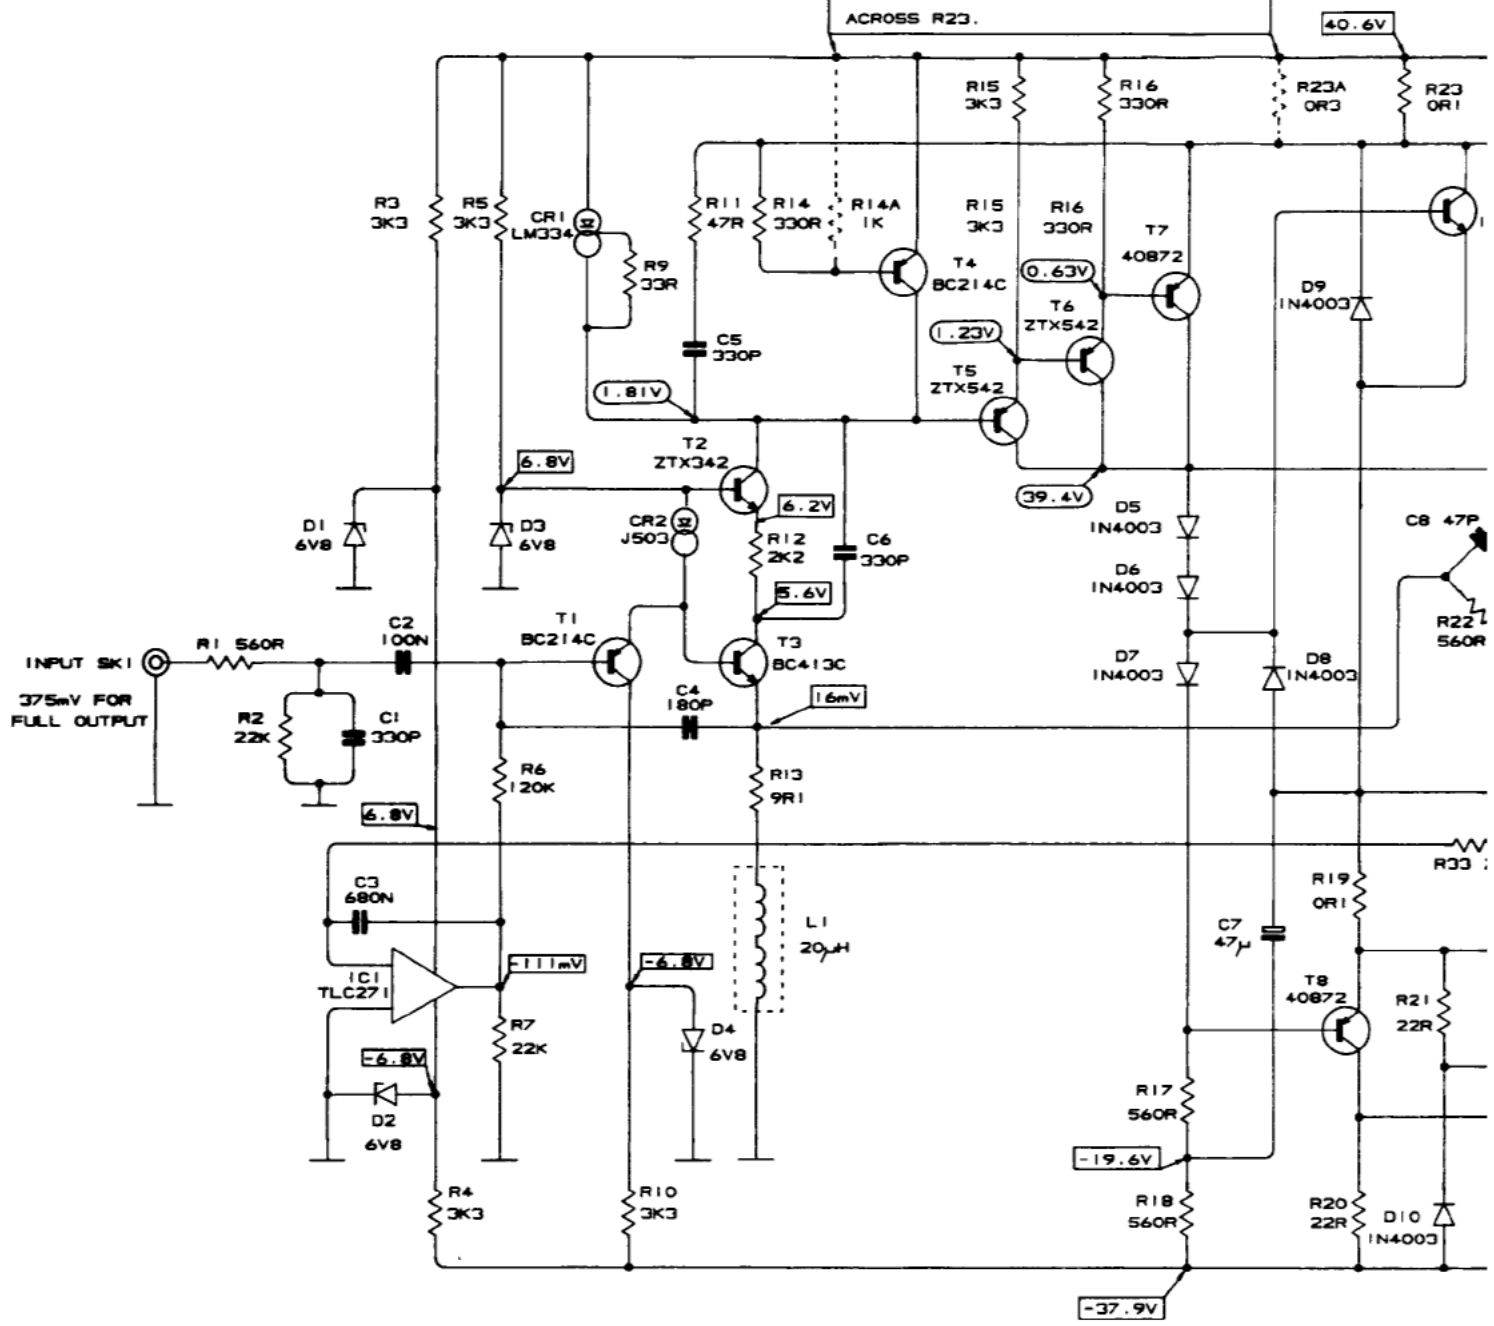 ACROSS R23.
40.6V
R15
3K3
R16
330R
R23A
0R3
R23
0R1
R3
3K3
R5
3K3
CR1
LM334
R9
33R
R11
47R
R14
330R
R14A
1K
R15
3K3
R16
330R
T7
40872
T4
BC214C
0.63V
T6
ZTX542
1.23V
T5
ZTX542
D9
1N4003
C5
330P
1.81V
T2
ZTX342
6.8V
6.2V
39.4V
D1
6V8
D3
6V8
CR2
J503
R12
2K2
C6
330P
D5
1N4003
C8 47P
D6
1N4003
5.6V
R22
560R
INPUT SK1
375mV FOR
FULL OUTPUT
R1 560R
C2
100N
T1
BC214C
T3
BC413C
D7
1N4003
D8
1N4003
R2
22K
C1
330P
C4
180P
16mV
R6
120K
R13
9R1
6.8V
R33
C3
680N
R19
0R1
L1
20µH
C7
47µ
IC1
TLC271
-111mV
-6.8V
T8
40872
R21
22R
R7
22K
D4
6V8
-6.8V
D2
6V8
R17
560R
-19.6V
R4
3K3
R10
3K3
R18
560R
R20
22R
D10
1N4003
-37.9V